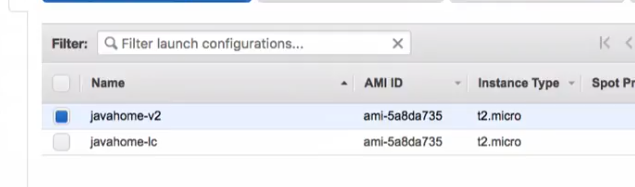 Filter: Filter launch configurations...
Name AMI ID Instance Type Spot Pr
javahome-v2 ami-5a8da735 t2.micro
javahome-lc ami-5a8da735 t2.micro